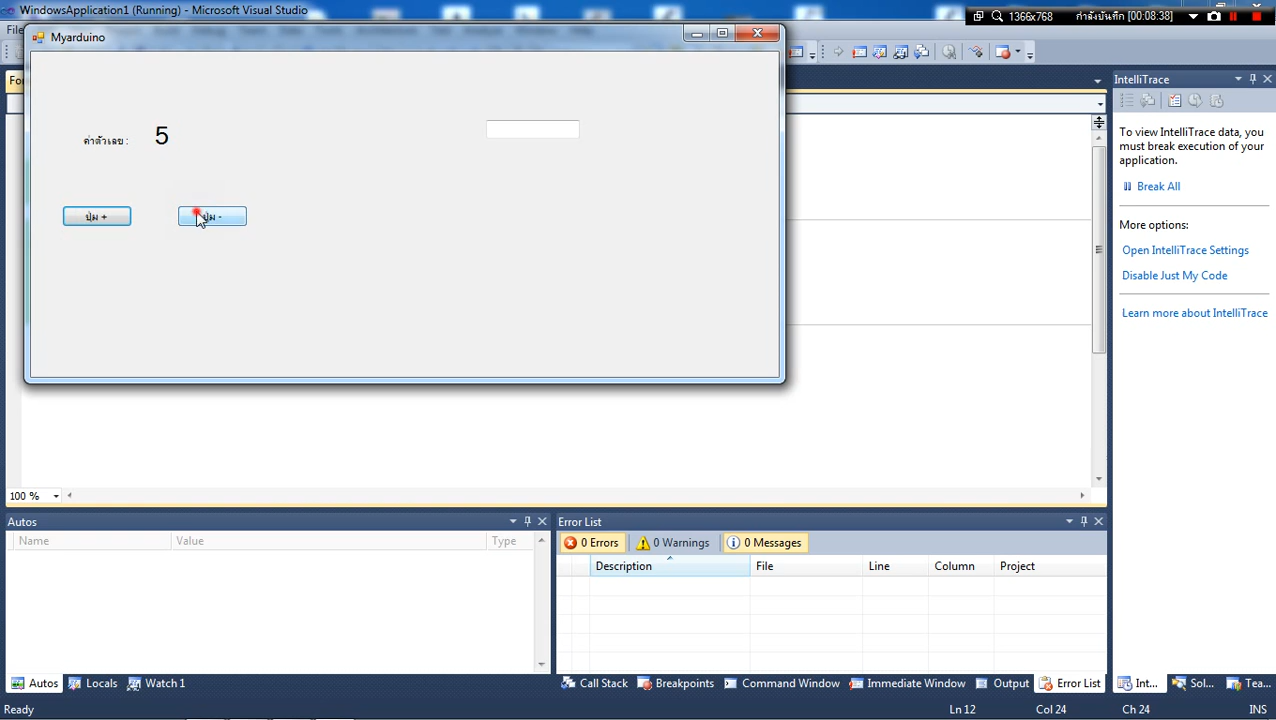 WindowsApplication1 (Running) - Microsoft Visual Studio
1366x768
กำลังบันทึก [00:08:38]
Myarduino
ค่าตัวเลข :
5
ปุ่ม +
ปุ่ม -
IntelliTrace
To view IntelliTrace data, you
must break execution of your
application.
Break All
More options:
Open IntelliTrace Settings
Disable Just My Code
Learn more about IntelliTrace
100 %
Autos
Name
Value
Type
Error List
0 Errors
0 Warnings
0 Messages
Description
File
Line
Column
Project
Autos
Locals
Watch 1
Call Stack
Breakpoints
Command Window
Immediate Window
Output
Error List
Int...
Sol...
Tea...
Ready
Ln 12
Col 24
Ch 24
INS